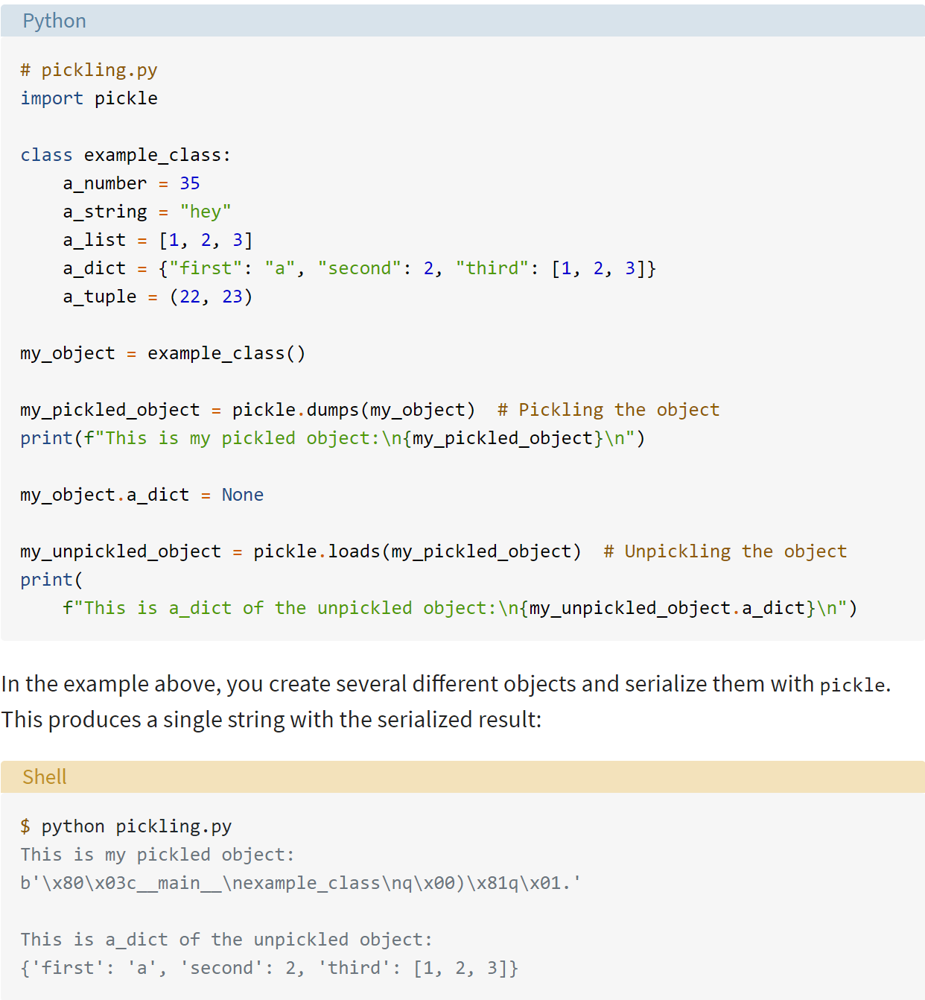 Python
# pickling.py
import pickle
class example_class:
    a_number = 35
    a_string = "hey"
    a_list = [1, 2, 3]
    a_dict = {"first": "a", "second": 2, "third": [1, 2, 3]}
    a_tuple = (22, 23)
my_object = example_class()
my_pickled_object = pickle.dumps(my_object)  # Pickling the object
print(f"This is my pickled object:\n{my_pickled_object}\n")
my_object.a_dict = None
my_unpickled_object = pickle.loads(my_pickled_object)  # Unpickling the object
print(
    f"This is a_dict of the unpickled object:\n{my_unpickled_object.a_dict}\n")
In the example above, you create several different objects and serialize them with pickle.
This produces a single string with the serialized result:
Shell
$ python pickling.py
This is my pickled object:
b'\x80\x03c__main__\nexample_class\nq\x00)\x81q\x01.'
This is a_dict of the unpickled object:
{'first': 'a', 'second': 2, 'third': [1, 2, 3]}